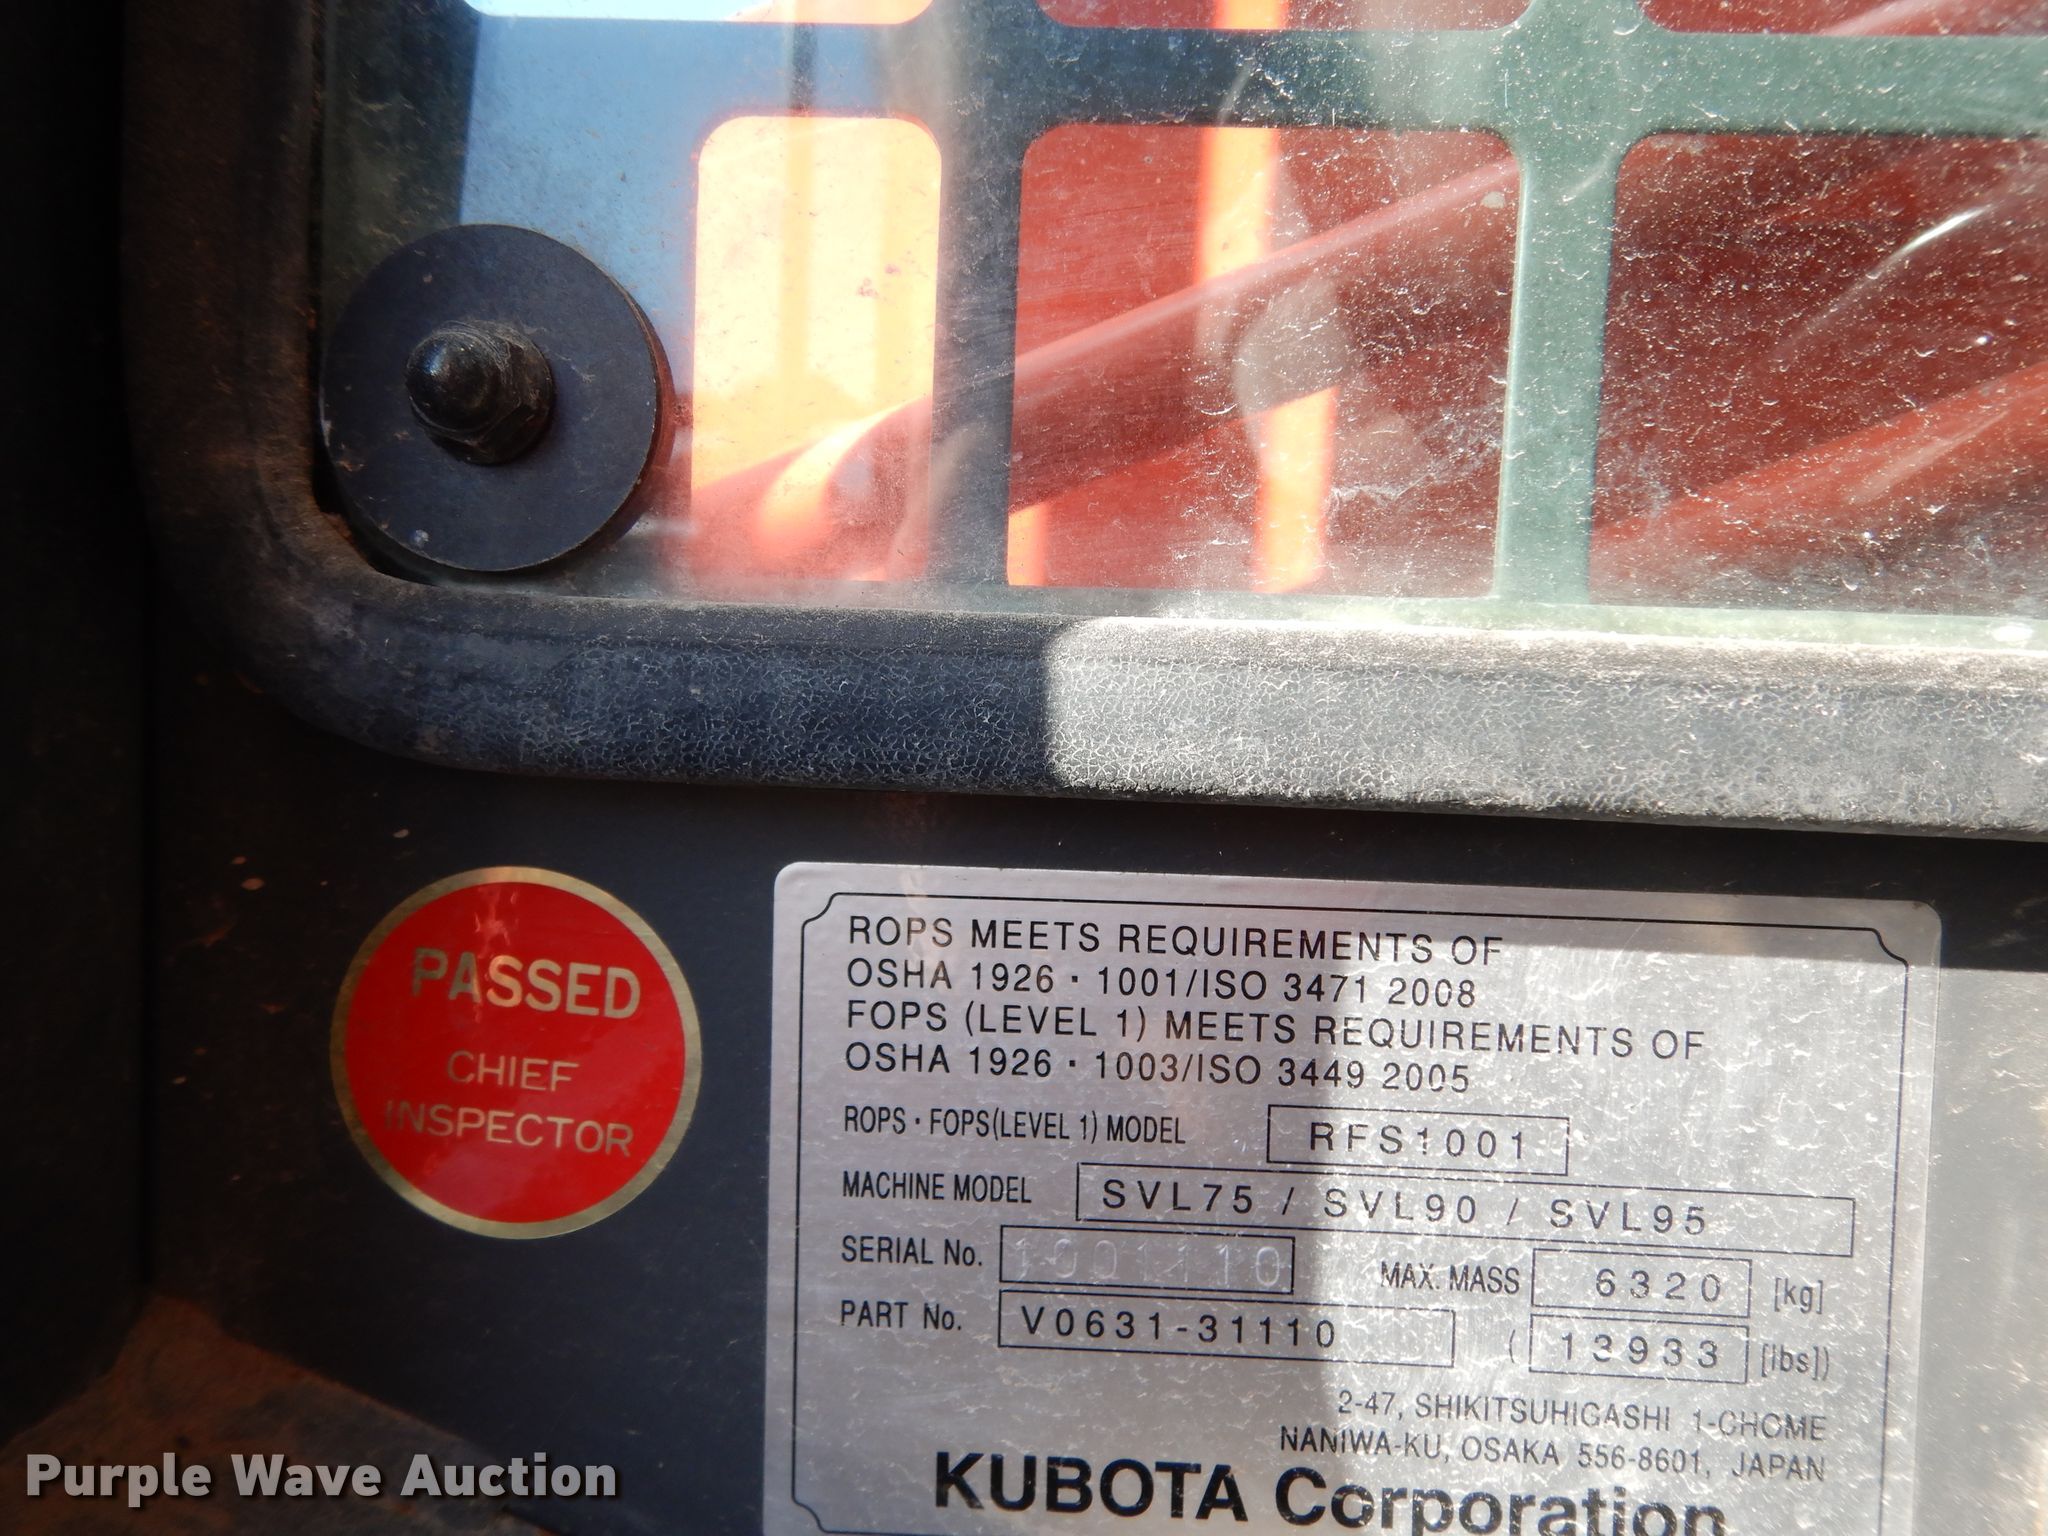 PASSED
CHIEF
INSPECTOR
ROPS MEETS REQUIREMENTS OF
OSHA 1926・1001/ISO 3471 2008
FOPS (LEVEL 1) MEETS REQUIREMENTS OF
OSHA 1926・1003/ISO 3449 2005
ROPS・FOPS(LEVEL 1) MODEL RFS1001
MACHINE MODEL SVL75 / SVL90 / SVL95
SERIAL No. 1001110 MAX. MASS 6320 [kg]
PART No. V0631-31110 (13933 [lbs])
2-47, SHIKITSUHIGASHI 1-CHOME
NANIWA-KU, OSAKA 556-8601, JAPAN
KUBOTA Corporation
Purple Wave Auction